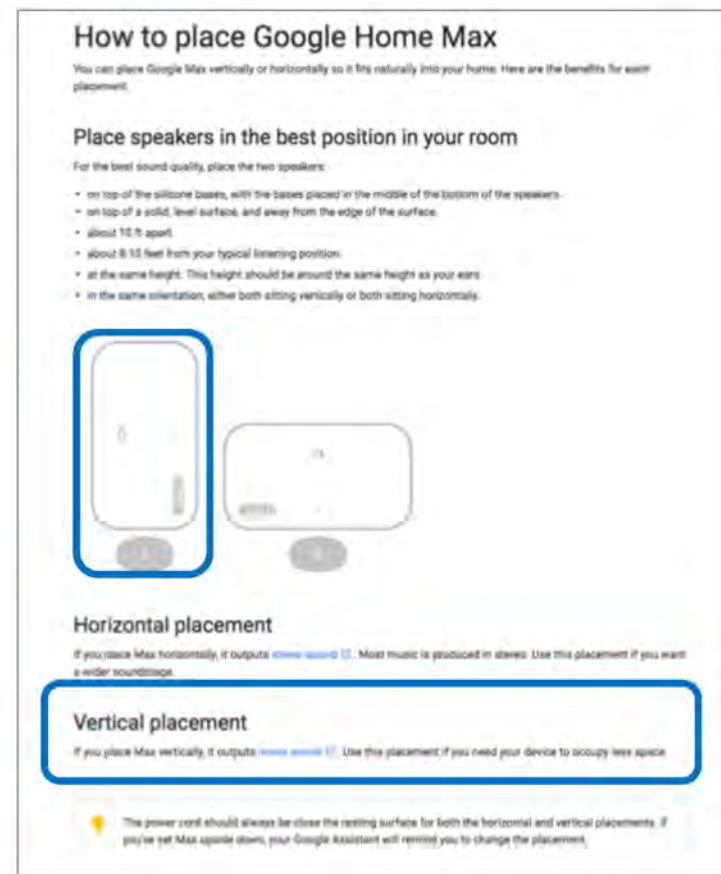 How to place Google Home Max
You can place Google Max vertically or horizontally so it fits naturally into your home. Here are the benefits for each
placement.
Place speakers in the best position in your room
For the best sound quality, place the two speakers:
• on top of the silicone bases, with the bases placed in the middle of the bottom of the speakers.
• on top of a solid, level surface, and away from the edge of the surface.
• about 10 ft apart.
• about 8-10 feet from your typical listening position.
• at the same height. This height should be around the same height as your ears.
• in the same orientation, either both sitting vertically or both sitting horizontally.
Horizontal placement
If you place Max horizontally, it outputs stereo sound. Most music is produced in stereo. Use this placement if you want
a wider soundstage.
Vertical placement
If you place Max vertically, it outputs mono sound. Use this placement if you need your device to occupy less space.
The power cord should always be close the resting surface for both the horizontal and vertical placements. If
you've set Max upside down, your Google Assistant will remind you to change the placement.